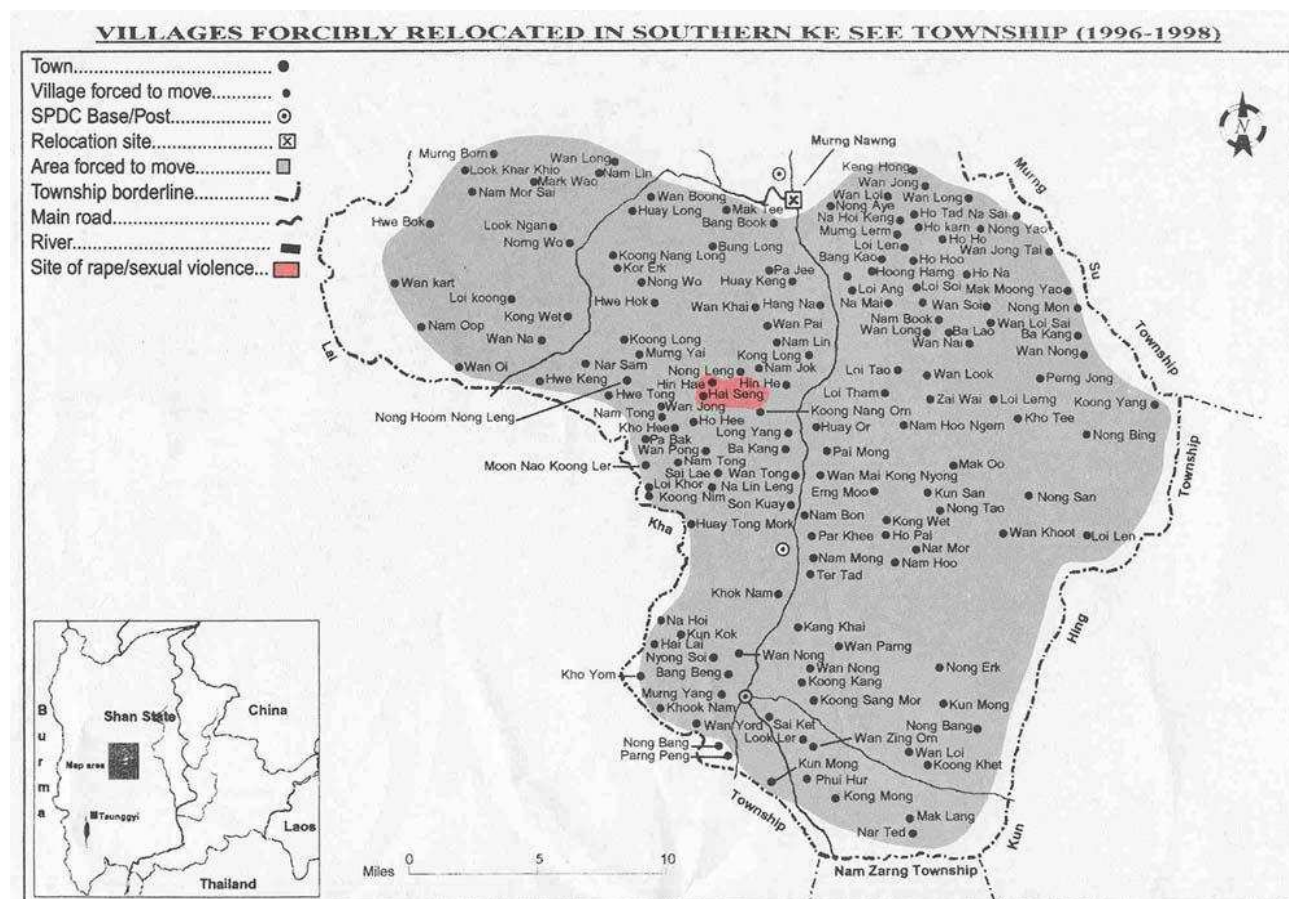 VILLAGES FORCIBLY RELOCATED IN SOUTHERN KE SEE TOWNSHIP (1996-1998)
Town
Village forced to move
SPDC Base/Post
Relocation site
Area forced to move
Township borderline
Main road
River
Site of rape/sexual violence
N
Murng Nawng
Murng Born
Wan Long
Look Khar Khio
Nam Lin
Mark Wao
Nam Mor Sai
Wan Boong
Hwe Bok
Huay Long
Mak Tee
Look Ngan
Bang Book
Norng Wo
Bung Long
Koong Nang Long
Kor Erk
Pa Jee
Wan kart
Nong Wo
Huay Keng
Loi koong
Hwe Hok
Wan Khai
Hang Na
Kong Wet
Nam Oop
Wan Pai
Wan Na
Koong Long
Nam Lin
Murng Yai
Kong Long
Wan Oi
Nar Sam
Nong Leng
Nam Jok
Hwe Keng
Hin Hae
Hin He
Hwe Tong
Hai Seng
Nong Hoom Nong Leng
Wan Jong
Nam Tong
Koong Nang Orn
Ho Hee
Kho Hee
Long Yang
Huay Or
Pa Bak
Wan Pong
Ba Kang
Pai Mong
Moon Nao Koong Ler
Nam Tong
Sai Lae
Wan Tong
Wan Mai Kong Nyong
Loi Khor
Na Lin Leng
Koong Nim
Son Kuay
Huay Tong Mork
Nam Bon
Keng Hong
Wan Jong
Wan Loi
Wan Long
Nong Aye
Na Hoi Keng
Ho Tad
Na Sai
Murng Lerm
Ho karn
Nong Yao
Loi Len
Ho Ho
Wan Jong Tai
Bang Kao
Ho Hoo
Hoong Harng
Ho Na
Loi Ang
Loi Soi
Mak Moong Yao
Na Mai
Wan Soi
Nong Mon
Nam Book
Wan Loi Sai
Wan Long
Ba Lao
Ba Kang
Wan Nai
Wan Nong
Loi Tao
Wan Look
Perng Jong
Loi Tham
Zai Wai
Loi Lerng
Koong Yang
Kho Tee
Nam Hoo Ngern
Nong Bing
Mak Oo
Erng Moo
Kun San
Nong San
Nong Tao
Kong Wet
Par Khee
Ho Pai
Wan Khoot
Loi Len
Nar Mor
Nam Mong
Nam Hoo
Ter Tad
Khok Nam
Na Hoi
Kang Khai
Kun Kok
Hai Lai
Wan Parng
Nyong Soi
Wan Nong
Wan Nong
Nong Erk
Kho Yom
Bang Beng
Koong Kang
Murng Yang
Koong Sang Mor
Kun Mong
Khook Nam
Wan Yord
Sai Ket
Nong Bang
Nong Bang
Look Ler
Wan Zing Orn
Parng Peng
Wan Loi
Kun Mong
Koong Khet
Phui Hur
Kong Mong
Mak Lang
Nar Ted
Lai
Kha
Township
Murng
Su
Township
Township
Hing
Kun
Nam Zarng Township
Miles 0 5 10
Burma
Shan State
China
Map area
Taunggyi
Laos
Thailand